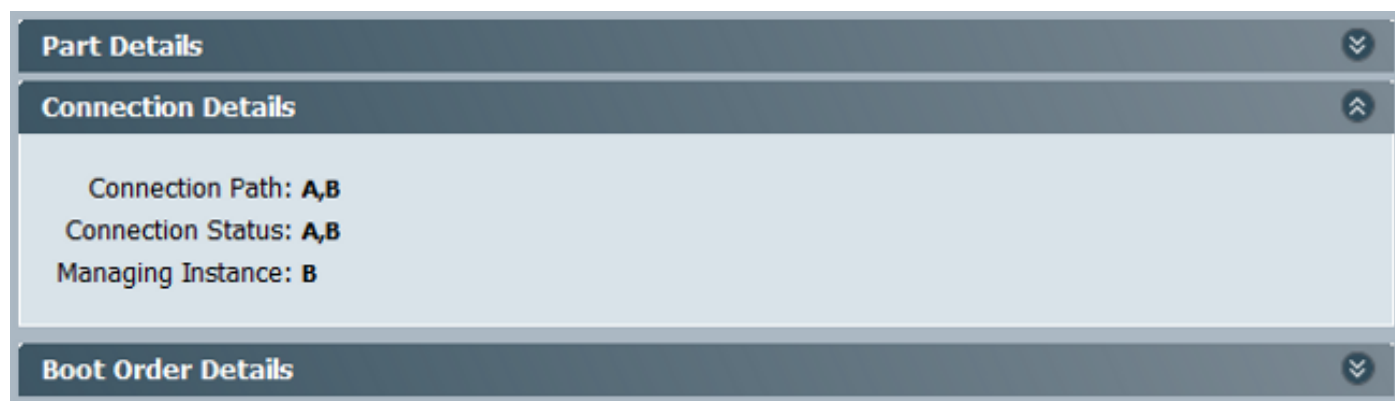 Part Details
Connection Details
Connection Path: A,B
Connection Status: A,B
Managing Instance: B
Boot Order Details